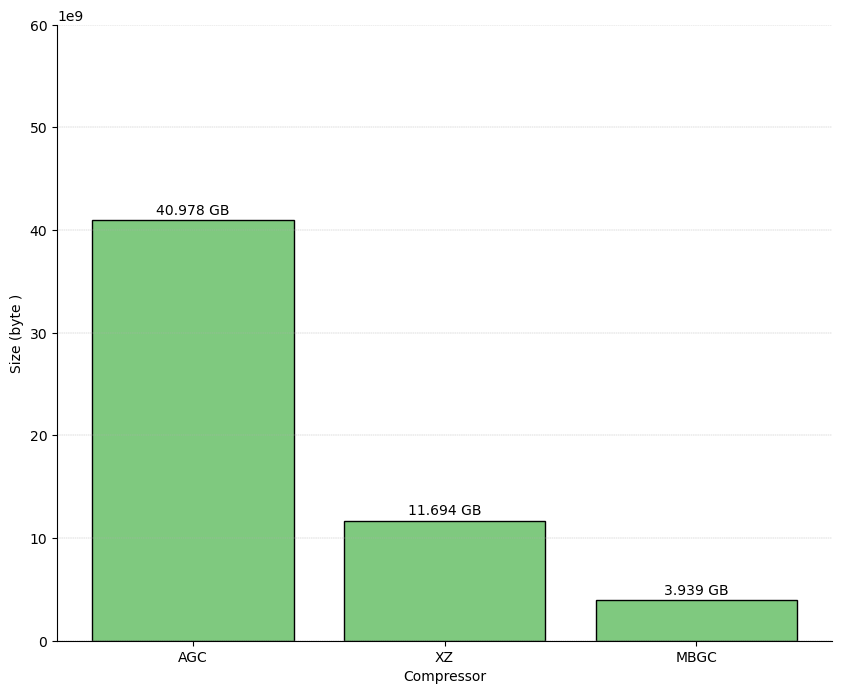 1e9
60
50
40
30
20
10
0
Size (byte )
40.978 GB
11.694 GB
3.939 GB
AGC
XZ
MBGC
Compressor